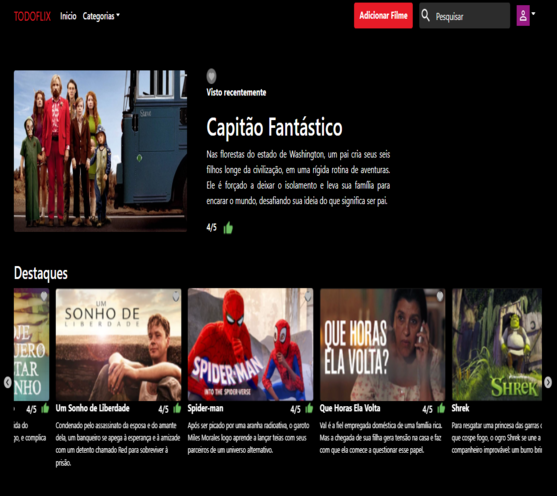 TODOFLIX Início Categorias Adicionar Filme Pesquisar
Visto recentemente
Capitão Fantástico
Nas florestas do estado de Washington, um pai cria seus seis
filhos longe da civilização, em uma rígida rotina de aventuras.
Ele é forçado a deixar o isolamento e leva sua família para
encarar o mundo, desafiando sua ideia do que significa ser pai.
4/5
Destaques
UM
SONHO DE
LIBERDADE
SPIDER-MAN
INTO THE SPIDER-VERSE
QUE HORAS
ELA VOLTA?
SHREK
4/5 Um Sonho de Liberdade 4/5 Spider-man 4/5 Que Horas Ela Volta 4/5 Shrek
Condenado pelo assassinato da esposa e do amante
dela, um banqueiro se apega à esperança e à amizade
com um detento chamado Red para sobreviver à
prisão.
Após ser picado por uma aranha radioativa, o garoto
Miles Morales logo aprende a lançar teias com seus
parceiros de um universo alternativo.
Val é a fiel empregada doméstica de uma família rica.
Mas a chegada de sua filha gera tensão na casa e faz
com que ela comece a questionar esse papel.
Para resgatar uma princesa das garras
que cospe fogo, o ogro Shrek se une a
companheiro improvável: um burro